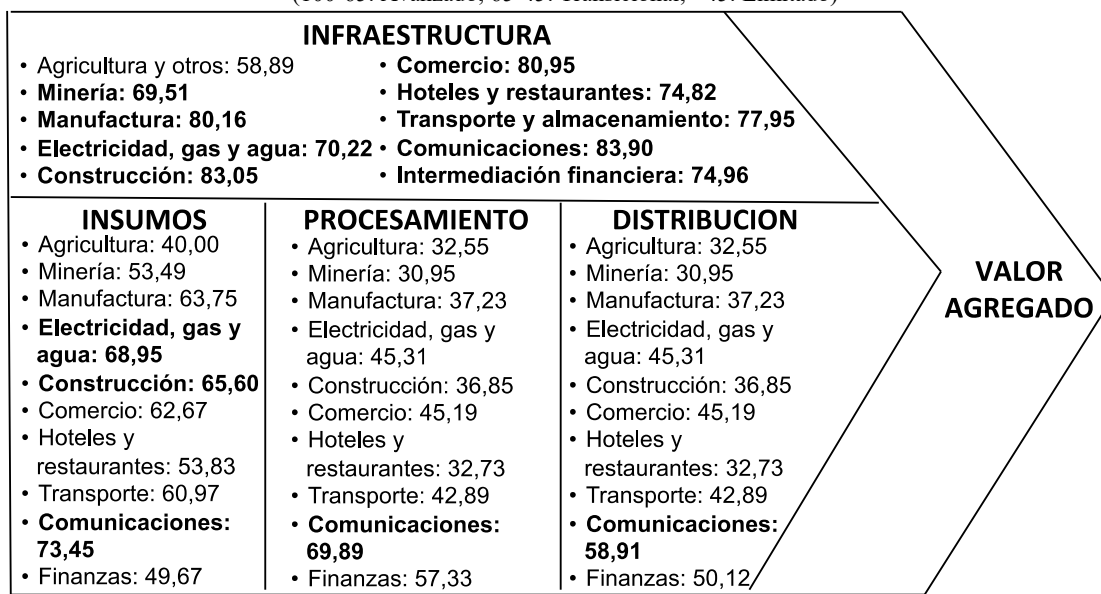 INFRAESTRUCTURA
• Agricultura y otros: 58,89
• Minería: 69,51
• Manufactura: 80,16
• Electricidad, gas y agua: 70,22
• Construcción: 83,05
• Comercio: 80,95
• Hoteles y restaurantes: 74,82
• Transporte y almacenamiento: 77,95
• Comunicaciones: 83,90
• Intermediación financiera: 74,96
INSUMOS
• Agricultura: 40,00
• Minería: 53,49
• Manufactura: 63,75
• Electricidad, gas y
agua: 68,95
• Construcción: 65,60
• Comercio: 62,67
• Hoteles y
restaurantes: 53,83
• Transporte: 60,97
• Comunicaciones:
73,45
• Finanzas: 49,67
PROCESAMIENTO
• Agricultura: 32,55
• Minería: 30,95
• Manufactura: 37,23
• Electricidad, gas y
agua: 45,31
• Construcción: 36,85
• Comercio: 45,19
• Hoteles y
restaurantes: 32,73
• Transporte: 42,89
• Comunicaciones:
69,89
• Finanzas: 57,33
DISTRIBUCION
• Agricultura: 32,55
• Minería: 30,95
• Manufactura: 37,23
• Electricidad, gas y
agua: 45,31
• Construcción: 36,85
• Comercio: 45,19
• Hoteles y
restaurantes: 32,73
• Transporte: 42,89
• Comunicaciones:
58,91
• Finanzas: 50,12
VALOR
AGREGADO